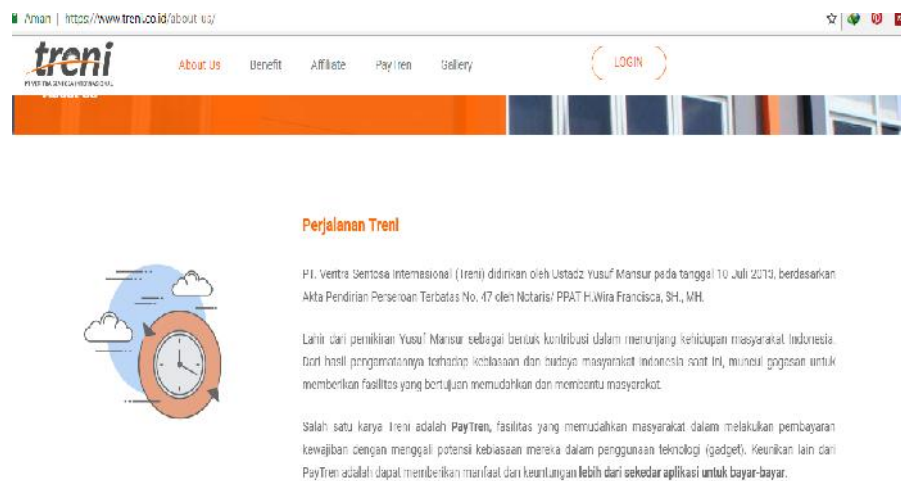 Aman | https://www.treni.co.id/about-us/
treni
PT VERITRA SENTOSA INTERNASIONAL
About Us Benefit Affiliate PayTren Gallery LOGIN
About Us
Perjalanan Treni
PT. Veritra Sentosa Internasional (Treni) didirikan oleh Ustadz Yusuf Mansur pada tanggal 10 Juli 2013, berdasarkan
Akta Pendirian Perseroan Terbatas No. 47 oleh Notaris/ PPAT H.Wira Francisca, SH., MH.
Lahir dari pemikiran Yusuf Mansur sebagai bentuk kontribusi dalam menunjang kehidupan masyarakat Indonesia.
Dari hasil pengamatannya terhadap kebiasaan dan budaya masyarakat Indonesia saat ini, muncul gagasan untuk
memberikan fasilitas yang bertujuan memudahkan dan membantu masyarakat.
Salah satu karya Treni adalah PayTren, fasilitas yang memudahkan masyarakat dalam melakukan pembayaran
kewajiban dengan menggali potensi kebiasaan mereka dalam penggunaan teknologi (gadget). Keunikan lain dari
PayTren adalah dapat memberikan manfaat dan keuntungan lebih dari sekedar aplikasi untuk bayar-bayar.